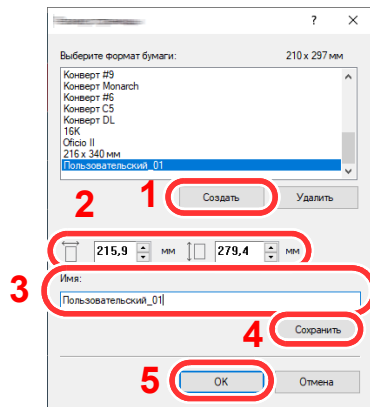 ? ×
Выберите формат бумаги: 210 x 297 мм
Конверт #9
Конверт Monarch
Конверт #6
Конверт C5
Конверт DL
16K
Oficio II
216 x 340 мм
Пользовательский_01
1 Создать Удалить
2
215,9 мм 279,4 мм
3 Имя:
Пользовательский_01
4 Сохранить
5 OK Отмена